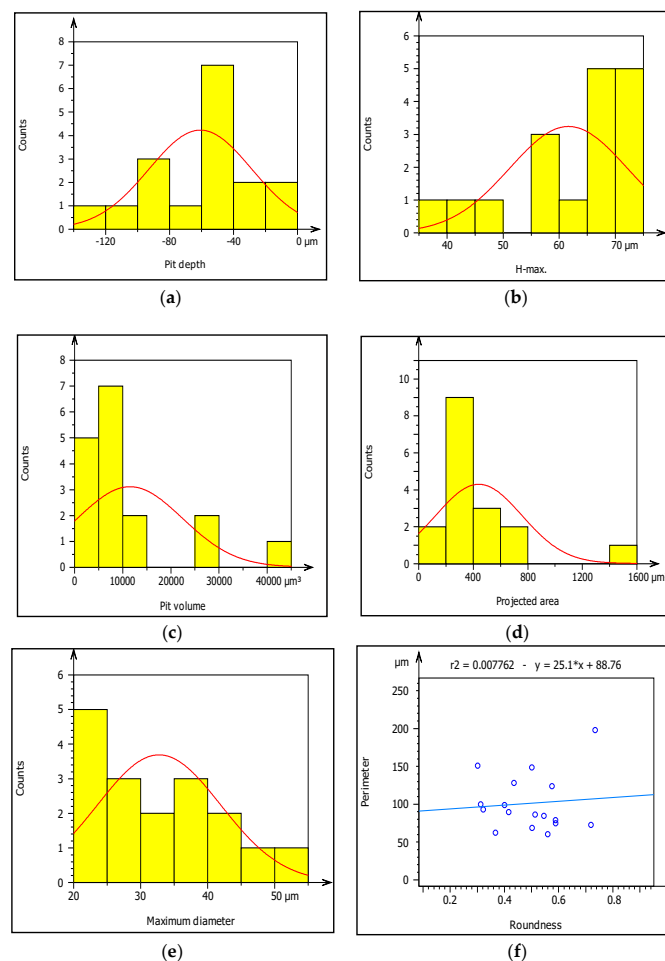 Counts
8
7
6
5
4
3
2
1
0
-120 -80 -40 0 µm
Pit depth
(a)
Counts
6
5
4
3
2
1
0
40 50 60 70 µm
H-max.
(b)
Counts
8
7
6
5
4
3
2
1
0
0 10000 20000 30000 40000 µm³
Pit volume
(c)
Counts
10
8
6
4
2
0
0 400 800 1200 1600 µm
Projected area
(d)
Counts
6
5
4
3
2
1
0
20 30 40 50 µm
Maximum diameter
(e)
µm
r2 = 0.007762 - y = 25.1*x + 88.76
Perimeter
250
200
150
100
50
0
0.2 0.4 0.6 0.8
Roundness
(f)